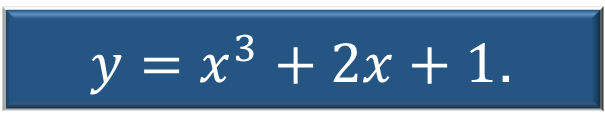 y = x³ + 2x + 1.